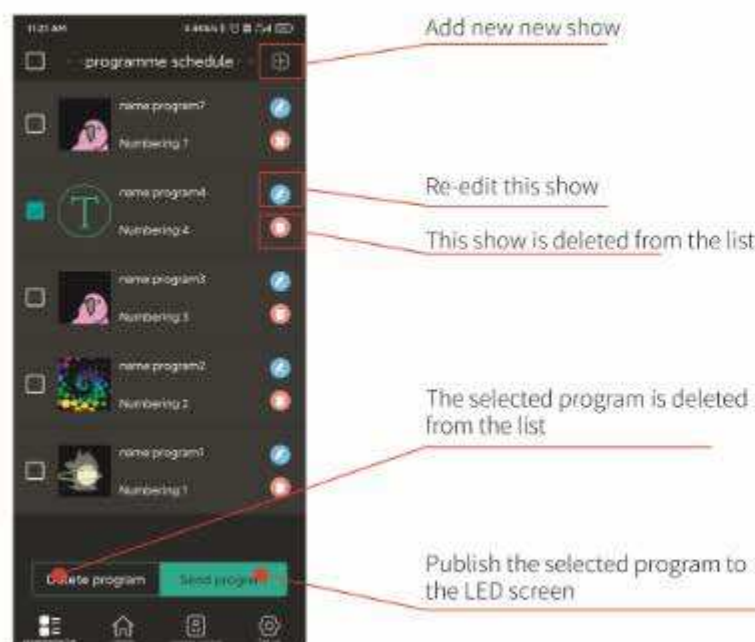 11:21 AM
programme schedule
Add new new show
name:program7
Numbering:7
name:program4
Re-edit this show
Numbering:4
This show is deleted from the list
name:program3
Numbering:3
name:program2
Numbering:2
The selected program is deleted
from the list
name:program1
Numbering:1
Delete program
Send program
Publish the selected program to
the LED screen